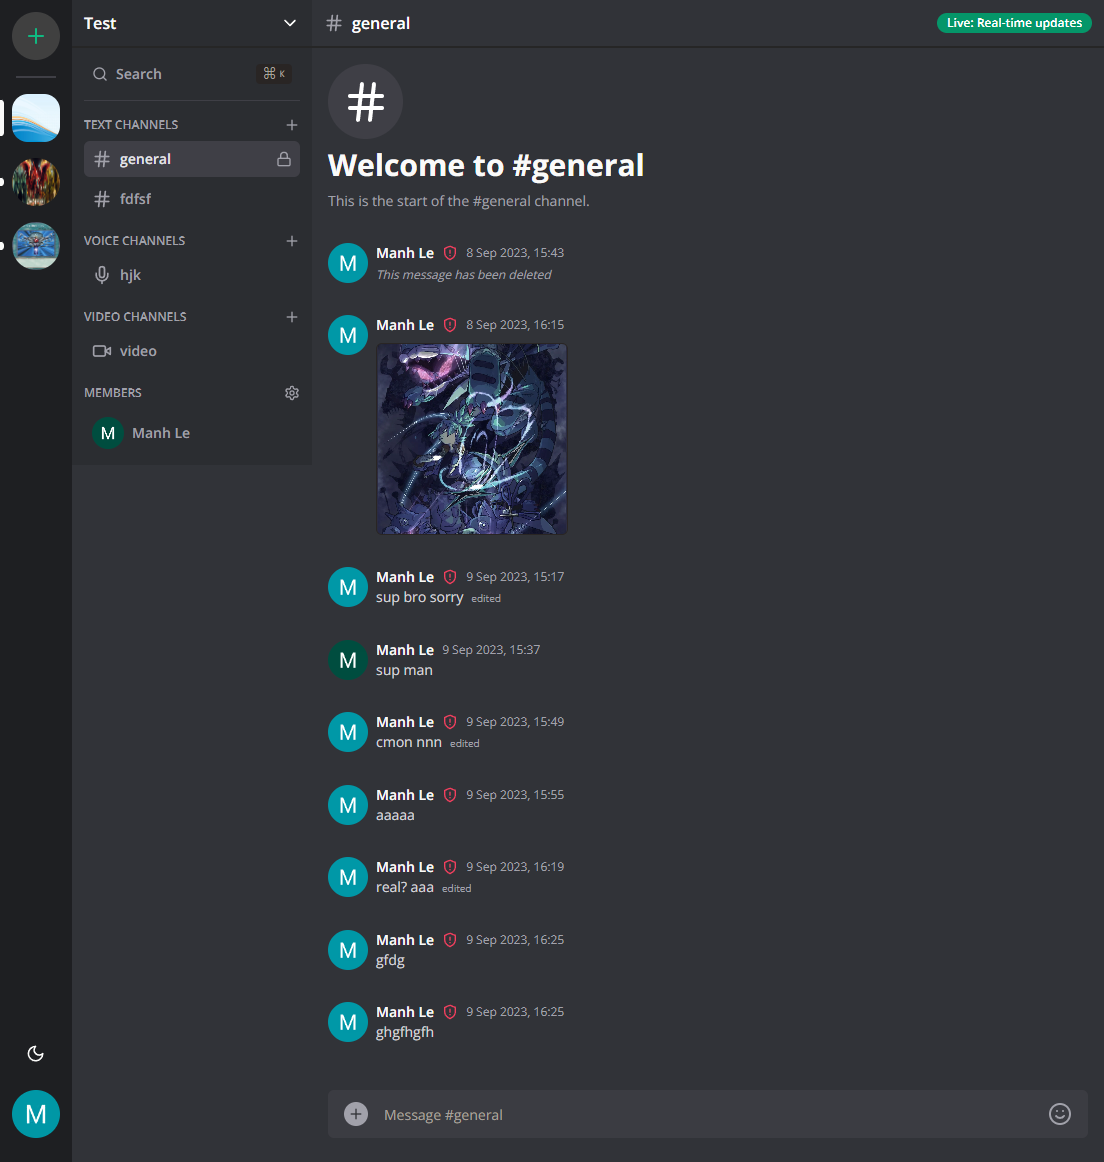 Test
Search
⌘ K
TEXT CHANNELS
general
fdfsf
VOICE CHANNELS
hjk
VIDEO CHANNELS
video
MEMBERS
M Manh Le
M
# general
Live: Real-time updates
#
Welcome to #general
This is the start of the #general channel.
M Manh Le 8 Sep 2023, 15:43
This message has been deleted
M Manh Le 8 Sep 2023, 16:15
M Manh Le 9 Sep 2023, 15:17
sup bro sorry edited
M Manh Le 9 Sep 2023, 15:37
sup man
M Manh Le 9 Sep 2023, 15:49
cmon nnn edited
M Manh Le 9 Sep 2023, 15:55
aaaaa
M Manh Le 9 Sep 2023, 16:19
real? aaa edited
M Manh Le 9 Sep 2023, 16:25
gfdg
M Manh Le 9 Sep 2023, 16:25
ghgfhgfh
Message #general